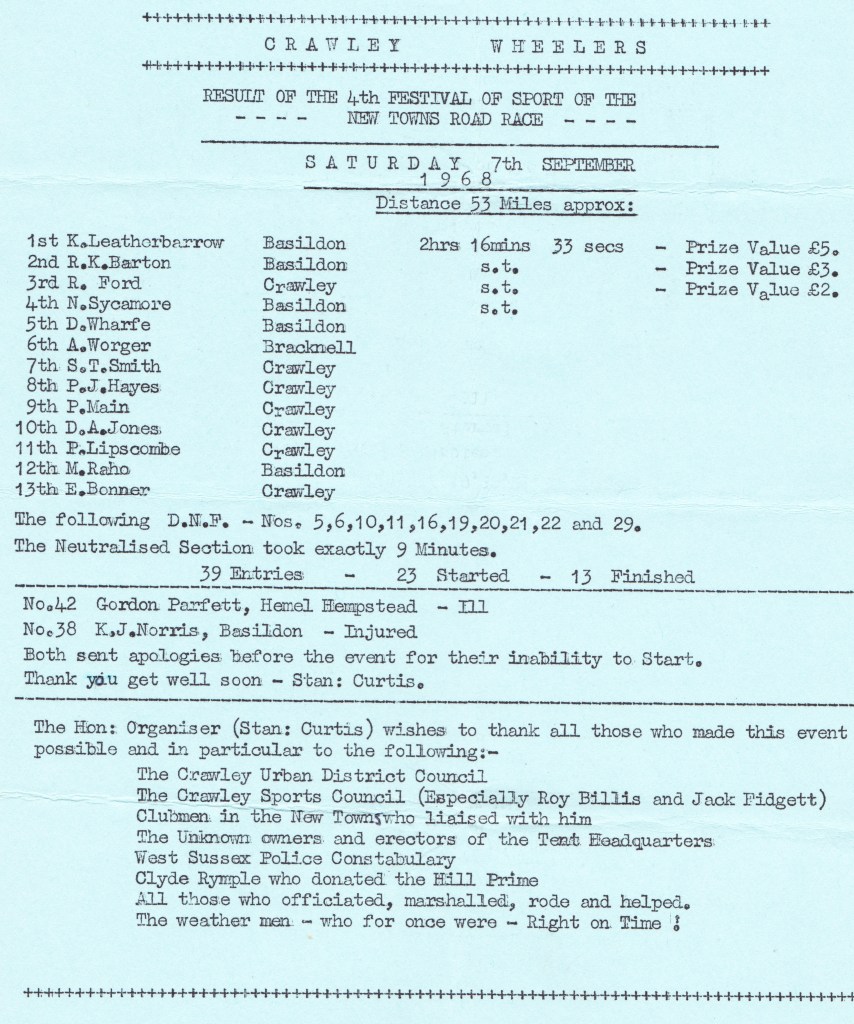 ++++++++++++++++++++++++++++++++++++++++++++++++++++++++++++++
CRAWLEY WHEELERS
++++++++++++++++++++++++++++++++++++++++++++++++++++++++++++++
RESULT OF THE 4th FESTIVAL OF SPORT OF THE
- - - - NEW TOWNS ROAD RACE - - - -
SATURDAY 7th SEPTEMBER
1968
Distance 53 Miles approx:
1st K.Leatherbarrow Basildon 2hrs 16mins 33 secs - Prize Value £5.
2nd R.K.Barton Basildon s.t. - Prize Value £3.
3rd R. Ford Crawley s.t. - Prize Value £2.
4th N.Sycamore Basildon s.t.
5th D.Wharfe Basildon
6th A.Worger Bracknell
7th S.T.Smith Crawley
8th P.J.Hayes Crawley
9th P.Main Crawley
10th D.A.Jones Crawley
11th P.Lipscombe Crawley
12th M.Raho Basildon
13th E.Bonner Crawley
The following D.N.F. - Nos. 5,6,10,11,16,19,20,21,22 and 29.
The Neutralised Section took exactly 9 Minutes.
39 Entries - 23 Started - 13 Finished
No.42 Gordon Parfett, Hemel Hempstead - Ill
No.38 K.J.Norris, Basildon - Injured
Both sent apologies before the event for their inability to Start.
Thank you get well soon - Stan: Curtis.
The Hon: Organiser (Stan: Curtis) wishes to thank all those who made this event
possible and in particular to the following:-
The Crawley Urban District Council
The Crawley Sports Council (Especially Roy Billis and Jack Fidgett)
Clubmen in the New Towns who liaised with him
The Unknown owners and erectors of the Tent Headquarters
West Sussex Police Constabulary
Clyde Rymple who donated the Hill Prime
All those who officiated, marshalled, rode and helped.
The weather men - who for once were - Right on Time !
++++++++++++++++++++++++++++++++++++++++++++++++++++++++++++++